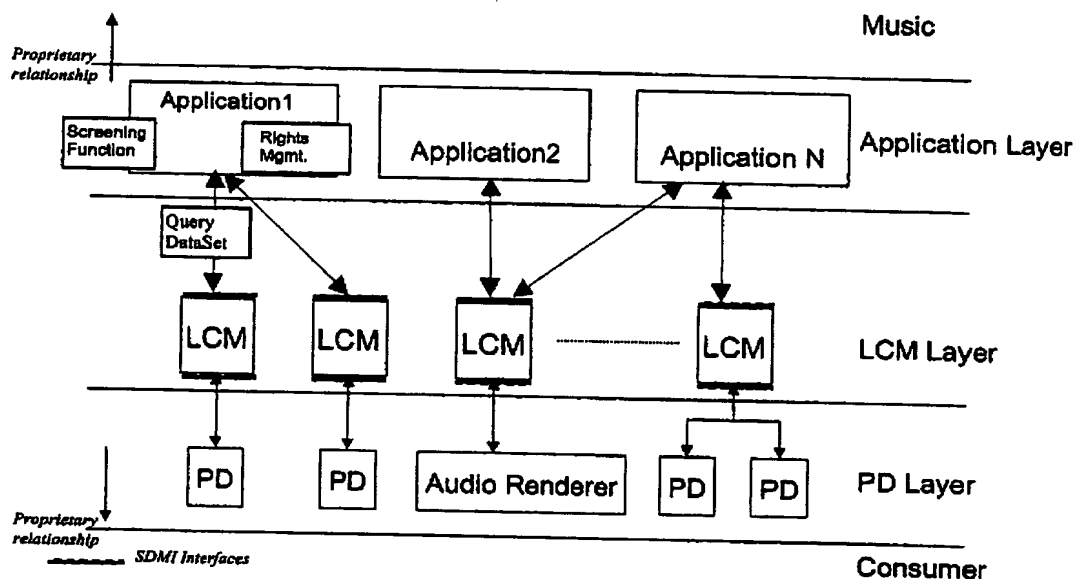 Music
Proprietary
relationship
Application1
Screening
Function
Rights
Mgmt.
Application2
Application N
Application Layer
Query
DataSet
LCM
LCM
LCM
LCM
LCM Layer
PD
PD
Audio Renderer
PD
PD
PD Layer
Proprietary
relationship
SDMI Interfaces
Consumer